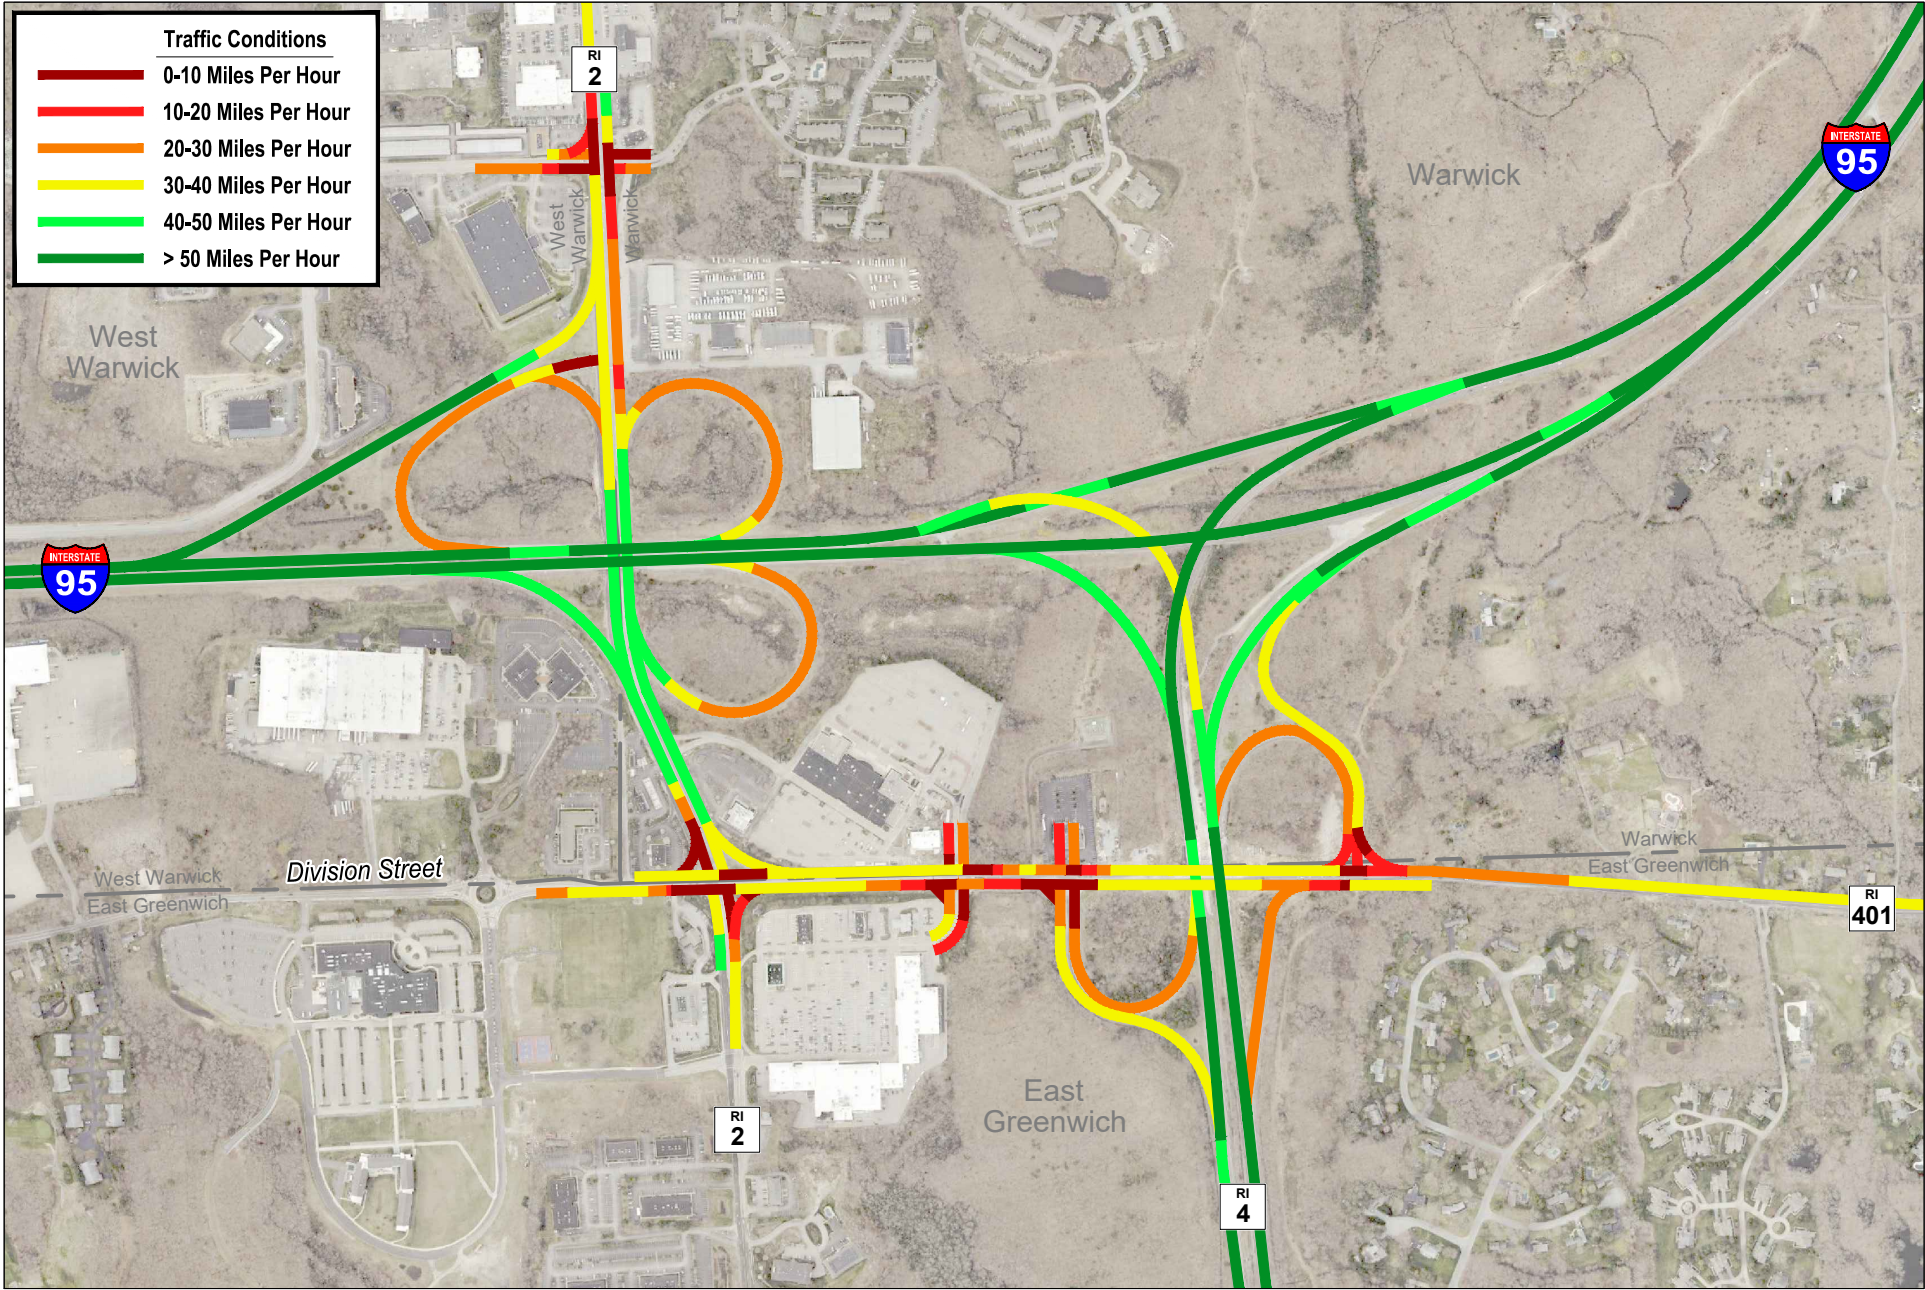 Traffic Conditions
0-10 Miles Per Hour
10-20 Miles Per Hour
20-30 Miles Per Hour
30-40 Miles Per Hour
40-50 Miles Per Hour
> 50 Miles Per Hour
RI
2
West
Warwick
Warwick
Warwick
INTERSTATE
95
West
Warwick
INTERSTATE
95
Division Street
West Warwick
East Greenwich
Warwick
East Greenwich
RI
401
East
Greenwich
RI
2
RI
4